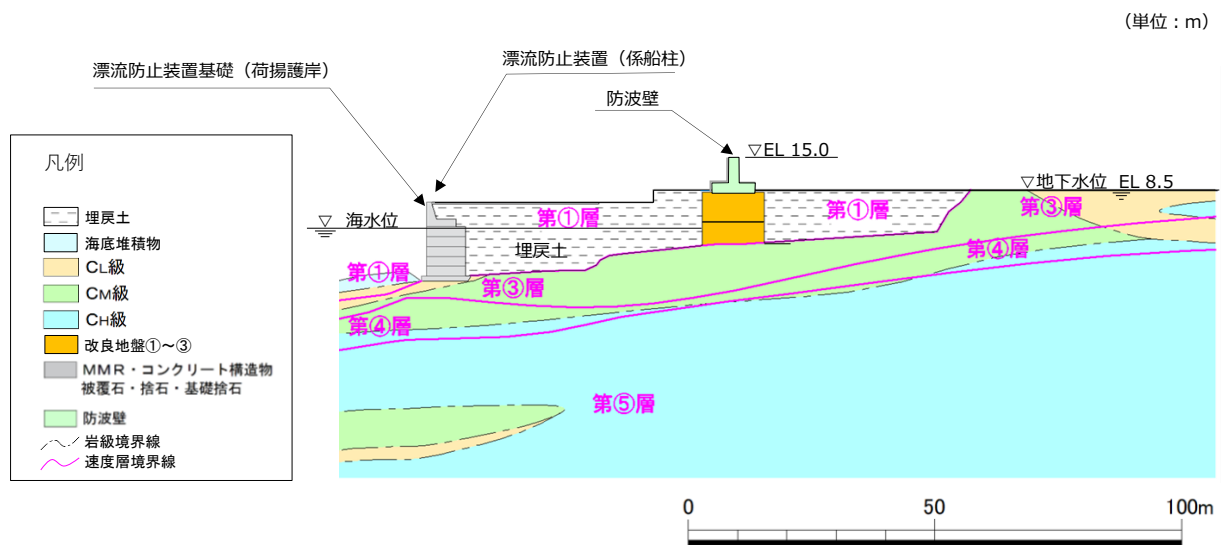 （単位：m）
漂流防止装置基礎（荷揚護岸）
漂流防止装置（係船柱）
防波壁
▽EL 15.0
▽地下水位 EL 8.5
▽ 海水位
第①層
第①層
第③層
埋戻土
第④層
第①層
第③層
第④層
第⑤層
凡例
埋戻土
海底堆積物
CL級
CM級
CH級
改良地盤①～③
MMR・コンクリート構造物
被覆石・捨石・基礎捨石
防波壁
岩級境界線
速度層境界線
0 50 100m